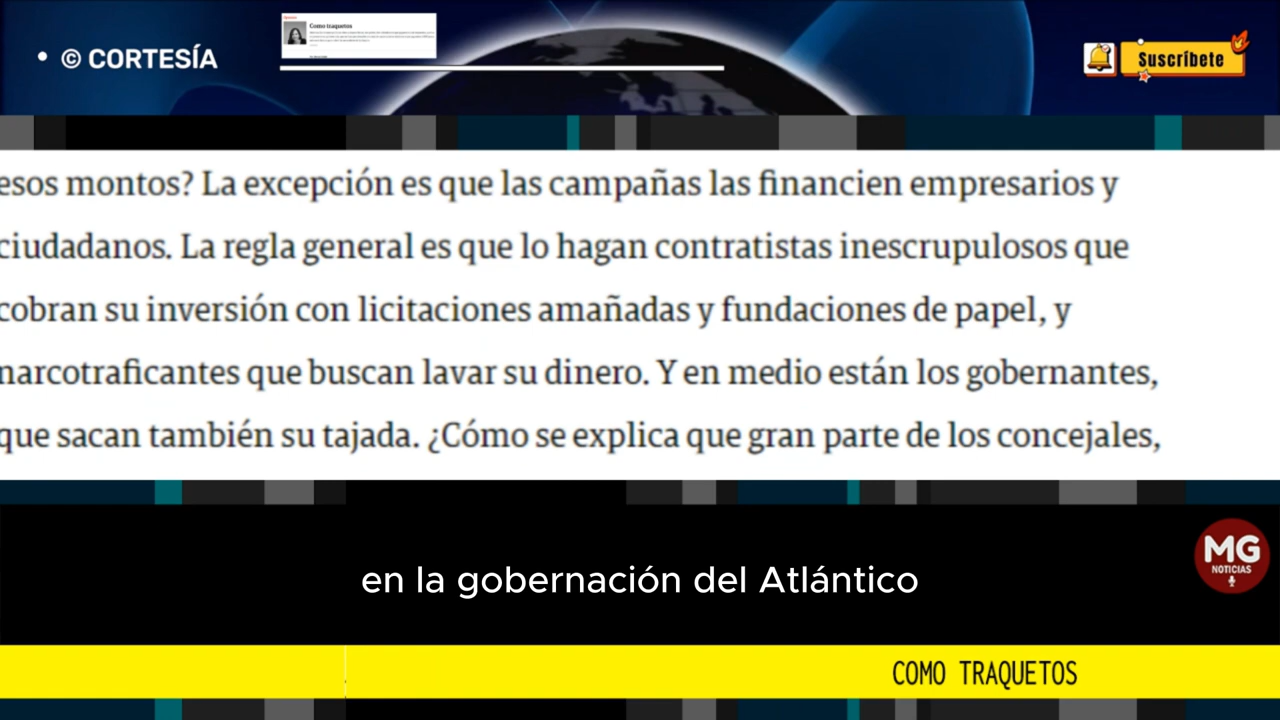 • © CORTESÍA
Como traquetos
Suscríbete
esos montos? La excepción es que las campañas las financien empresarios y
ciudadanos. La regla general es que lo hagan contratistas inescrupulosos que
cobran su inversión con licitaciones amañadas y fundaciones de papel, y
narcotraficantes que buscan lavar su dinero. Y en medio están los gobernantes,
que sacan también su tajada. ¿Cómo se explica que gran parte de los concejales,
en la gobernación del Atlántico
MG
NOTICIAS
COMO TRAQUETOS